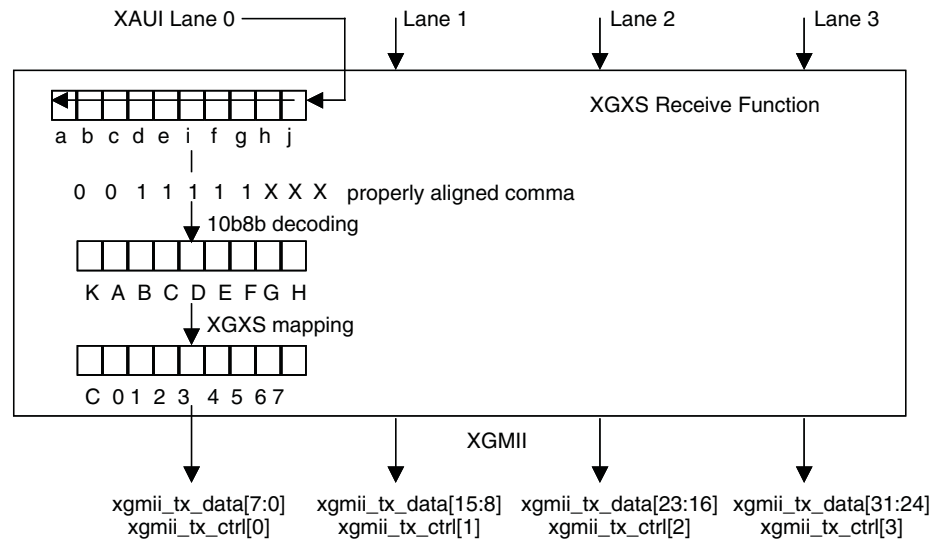 XAUI Lane 0 Lane 1 Lane 2 Lane 3
XGXS Receive Function
a b c d e i f g h j
0 0 1 1 1 1 1 X X X properly aligned comma
10b8b decoding
K A B C D E F G H
XGXS mapping
C 0 1 2 3 4 5 6 7
XGMII
xgmii_tx_data[7:0] xgmii_tx_data[15:8] xgmii_tx_data[23:16] xgmii_tx_data[31:24]
xgmii_tx_ctrl[0] xgmii_tx_ctrl[1] xgmii_tx_ctrl[2] xgmii_tx_ctrl[3]